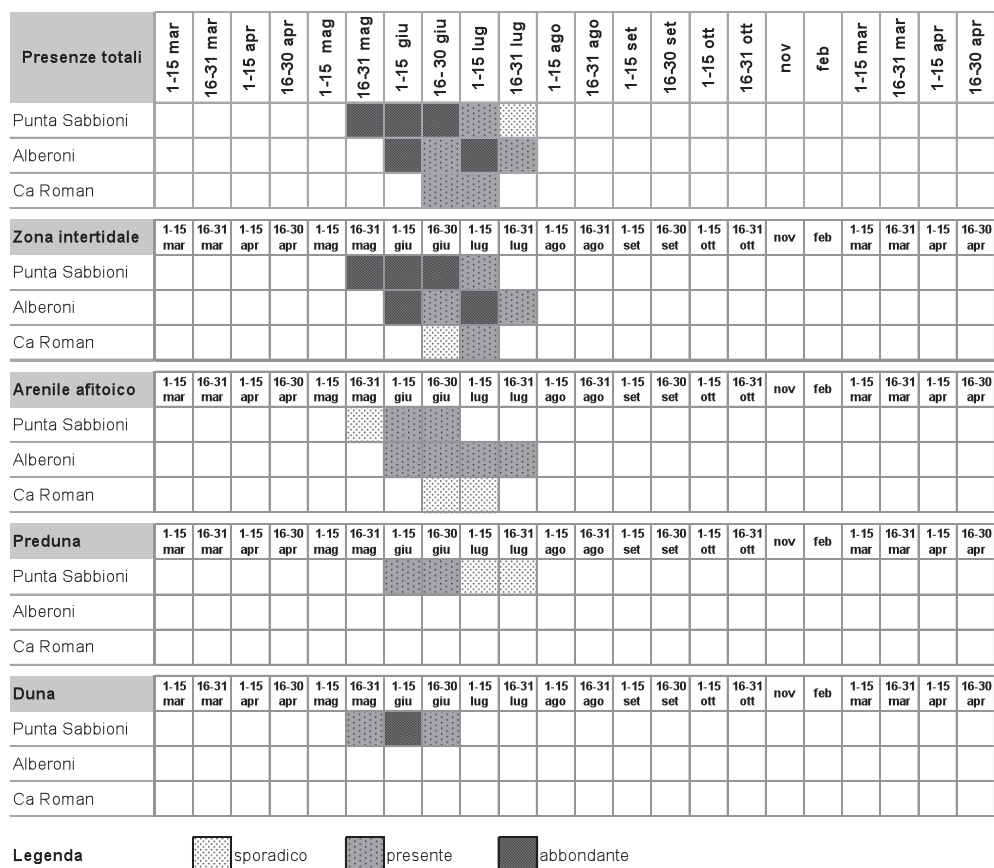 Presenze totali 1-15 mar 16-31 mar 1-15 apr 16-30 apr 1-15 mag 16-31 mag 1-15 giu 16- 30 giu 1-15 lug 16-31 lug 1-15 ago 16-31 ago 1-15 set 16-30 set 1-15 ott 16-31 ott nov feb 1-15 mar 16-31 mar 1-15 apr 16-30 apr
Punta Sabbioni
Alberoni
Ca Roman
Zona intertidale 1-15 16-31 1-15 16-30 1-15 16-31 1-15 16-30 1-15 16-31 1-15 16-31 1-15 16-30 1-15 16-31 nov feb 1-15 16-31 1-15 16-30
mar mar apr apr mag mag giu giu lug lug ago ago set set ott ott mar mar apr apr
Punta Sabbioni
Alberoni
Ca Roman
Arenile afitoico 1-15 16-31 1-15 16-30 1-15 16-31 1-15 16-30 1-15 16-31 1-15 16-31 1-15 16-30 1-15 16-31 nov feb 1-15 16-31 1-15 16-30
mar mar apr apr mag mag giu giu lug lug ago ago set set ott ott mar mar apr apr
Punta Sabbioni
Alberoni
Ca Roman
Preduna 1-15 16-31 1-15 16-30 1-15 16-31 1-15 16-30 1-15 16-31 1-15 16-31 1-15 16-30 1-15 16-31 nov feb 1-15 16-31 1-15 16-30
mar mar apr apr mag mag giu giu lug lug ago ago set set ott ott mar mar apr apr
Punta Sabbioni
Alberoni
Ca Roman
Duna 1-15 16-31 1-15 16-30 1-15 16-31 1-15 16-30 1-15 16-31 1-15 16-31 1-15 16-30 1-15 16-31 nov feb 1-15 16-31 1-15 16-30
mar mar apr apr mag mag giu giu lug lug ago ago set set ott ott mar mar apr apr
Punta Sabbioni
Alberoni
Ca Roman
Legenda sporadico presente abbondante